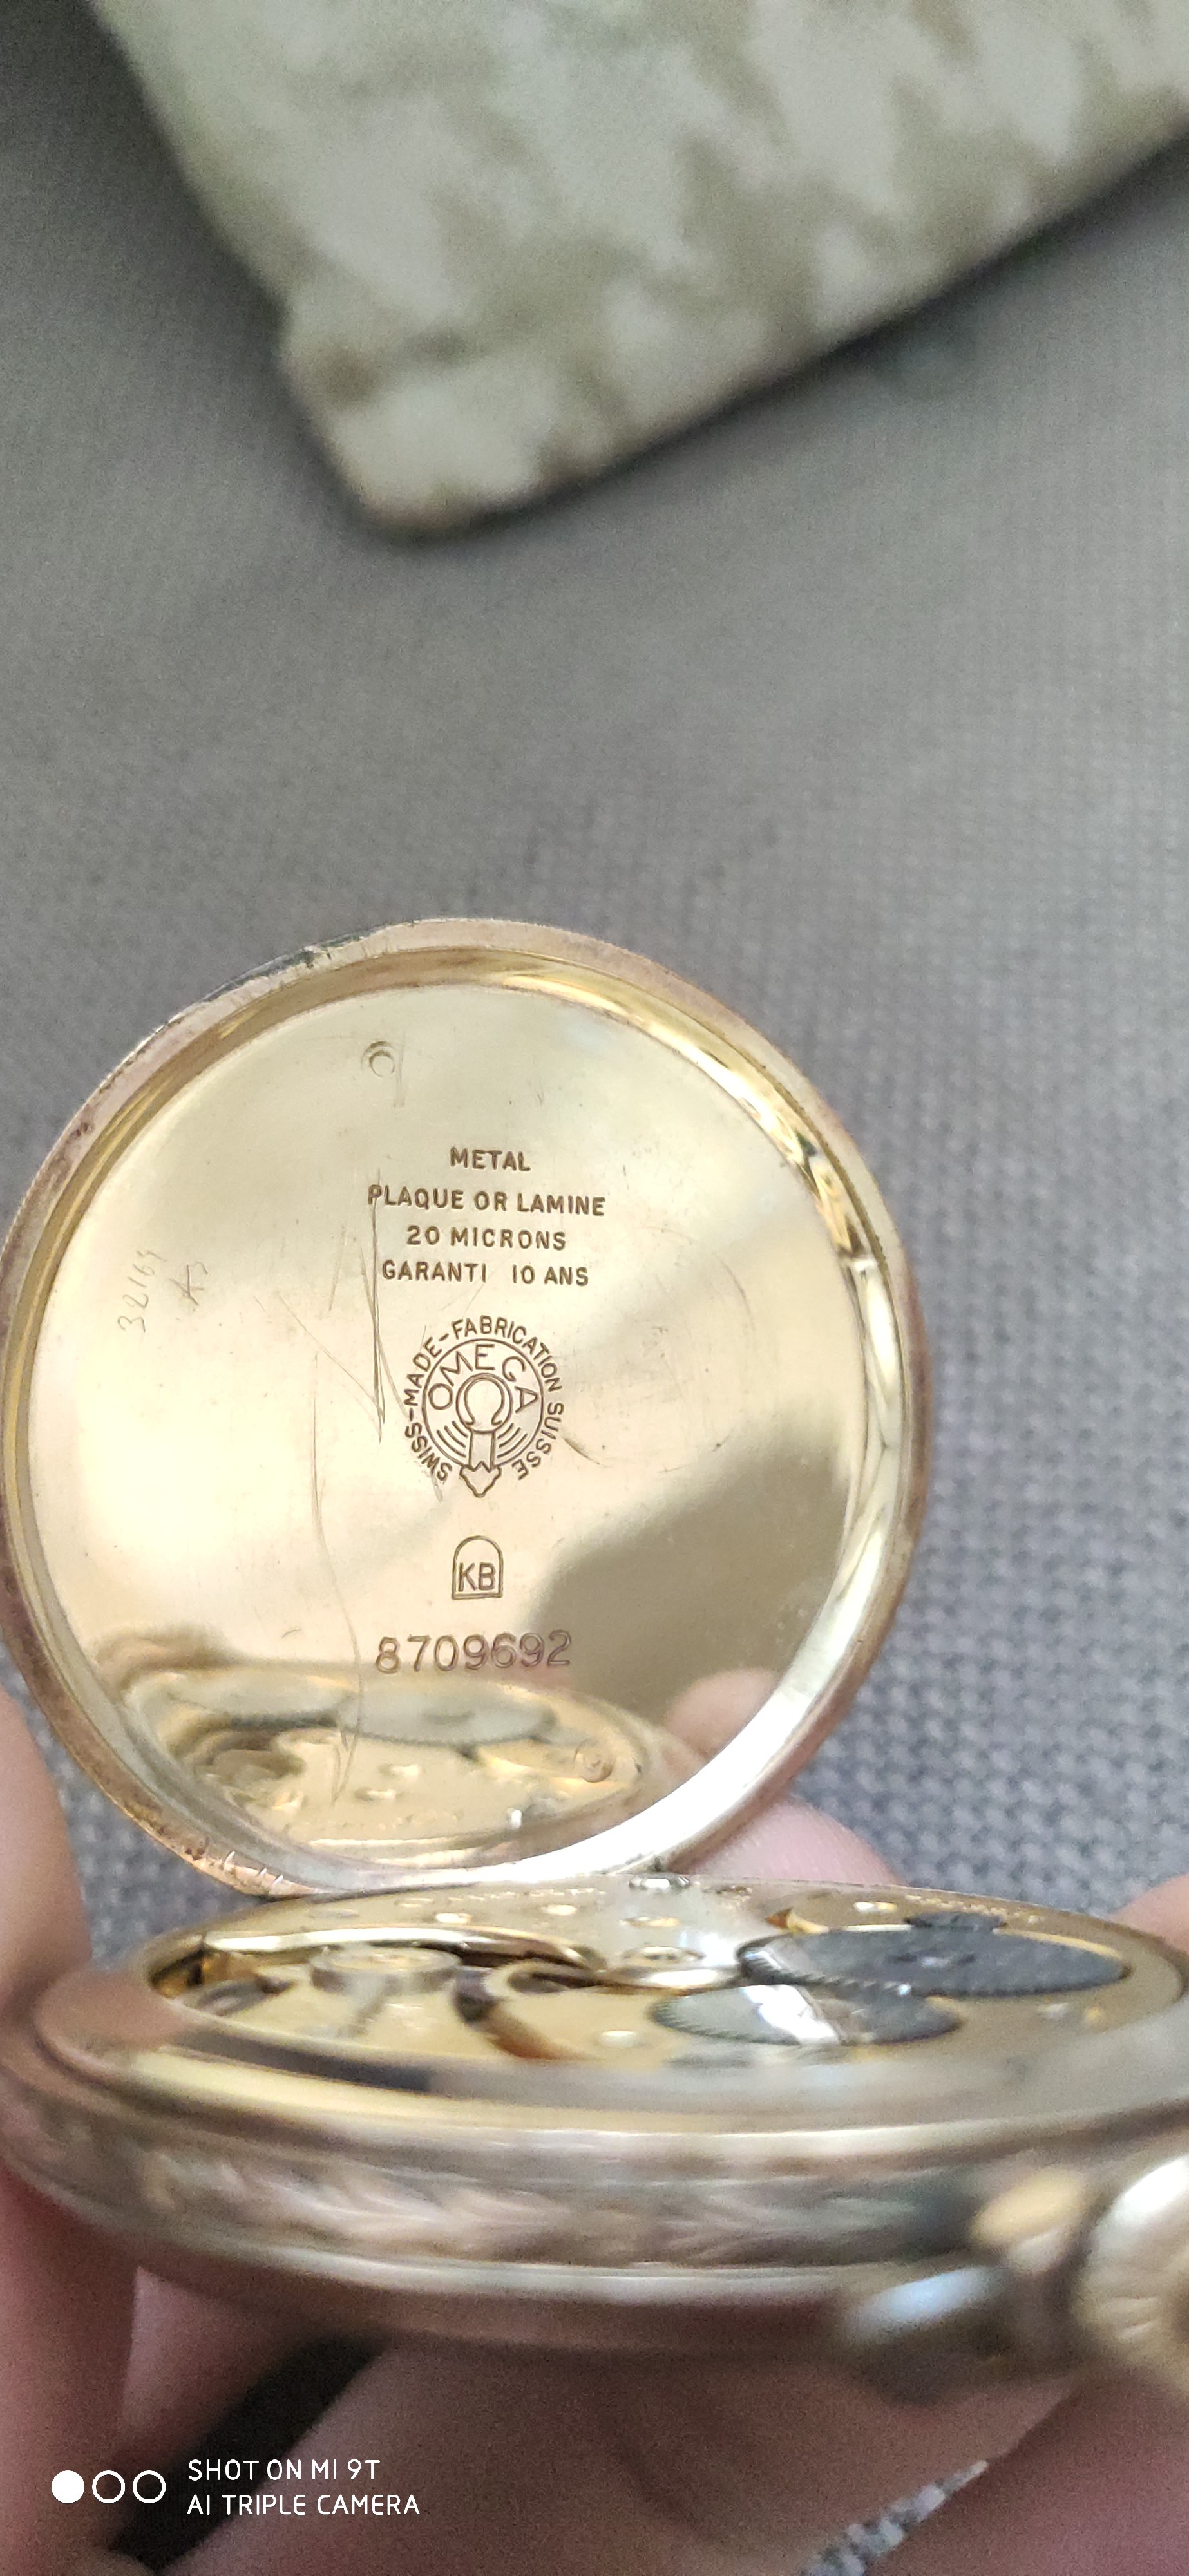 METAL
PLAQUE OR LAMINE
20 MICRONS
GARANTI 10 ANS
SWISS-MADE-FABRICATION SUISSE
OMEGA
KB
8709692
SHOT ON MI 9T
AI TRIPLE CAMERA